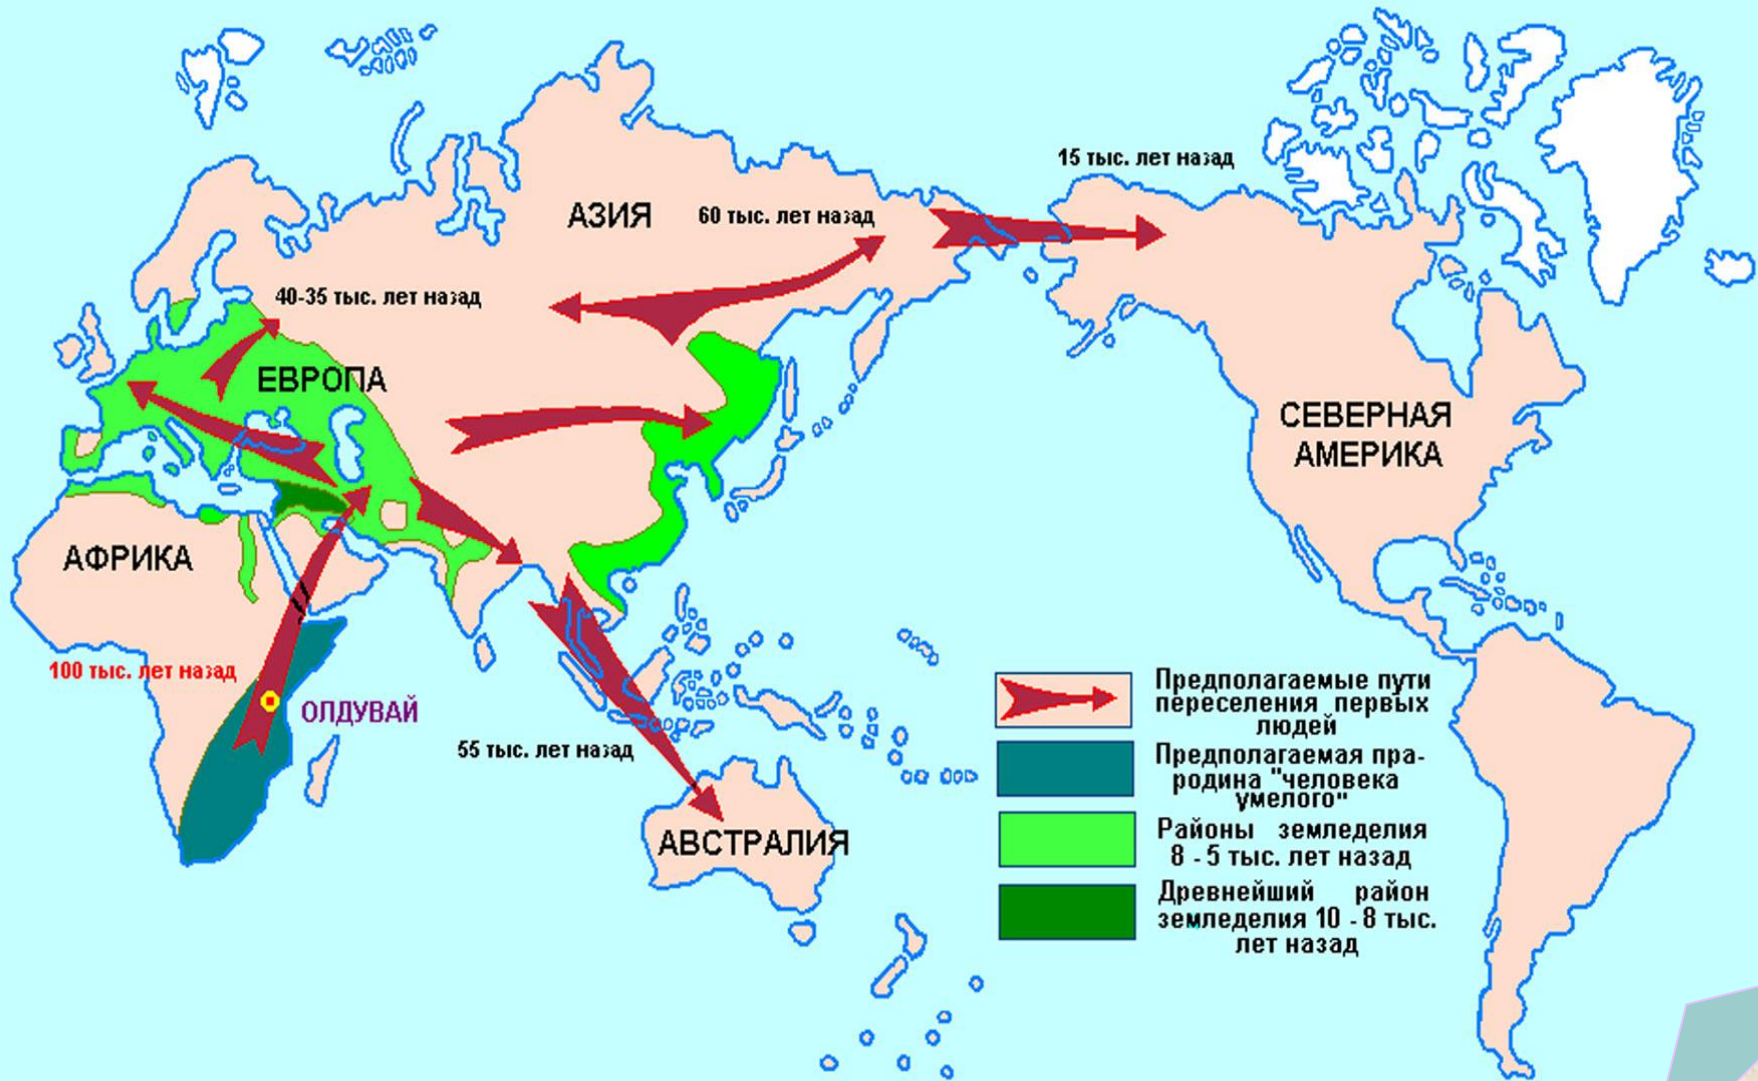 15 тыс. лет назад
АЗИЯ
60 тыс. лет назад
40-35 тыс. лет назад
ЕВРОПА
СЕВЕРНАЯ
АМЕРИКА
АФРИКА
100 тыс. лет назад
ОЛДУВАЙ
55 тыс. лет назад
АВСТРАЛИЯ
Предполагаемые пути
переселения первых
людей
Предполагаемая пра-
родина "человека
умелого"
Районы земледелия
8 - 5 тыс. лет назад
Древнейший район
земледелия 10 - 8 тыс.
лет назад